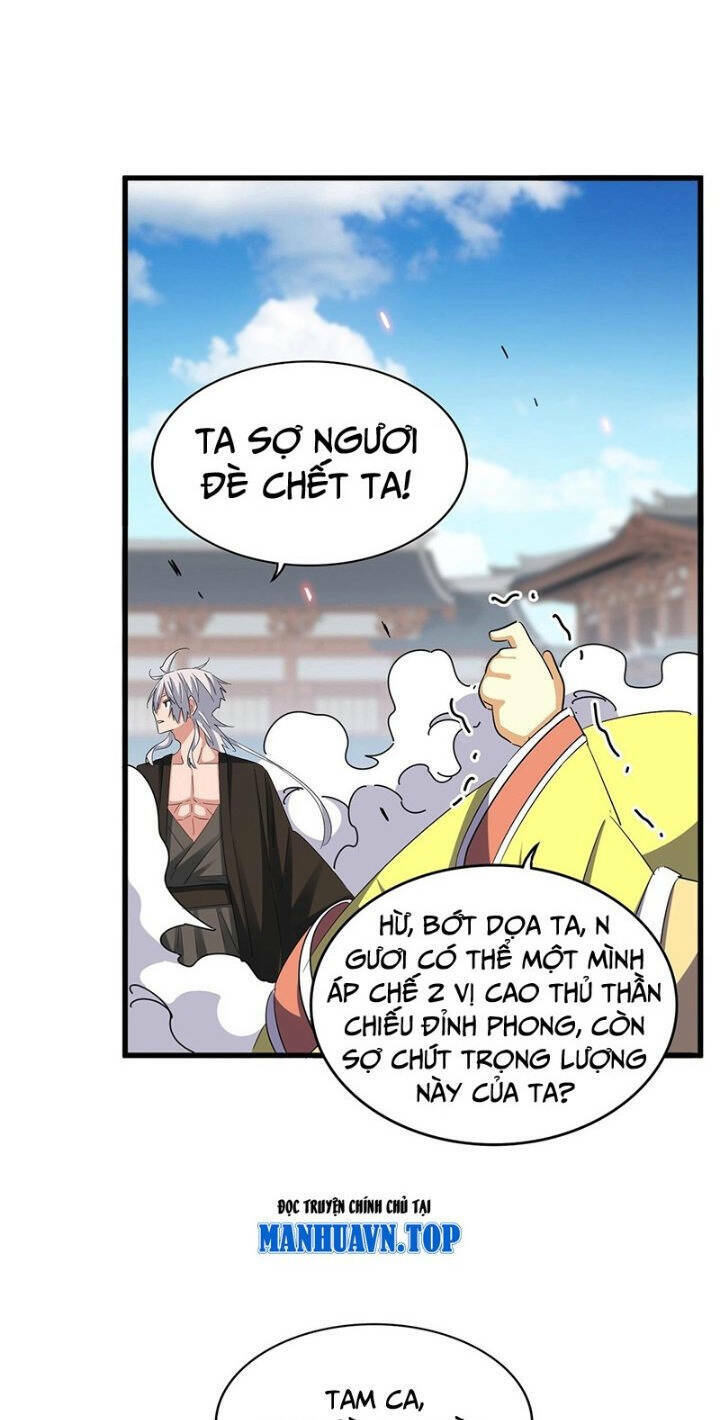 TA SỢ NGƯƠI
ĐÈ CHẾT TA!
HỪ, BỚT DỌA TA, N
GƯƠI CÓ THỂ MỘT MÌNH
ÁP CHẾ 2 VỊ CAO THỦ THẦN
CHIẾU ĐỈNH PHONG, CÒN
SỢ CHÚT TRỌNG LƯỢNG
NÀY CỦA TA?
ĐỌC TRUYỆN CHÍNH CHỦ TẠI
MANHUAVN.TOP
TAM CA,